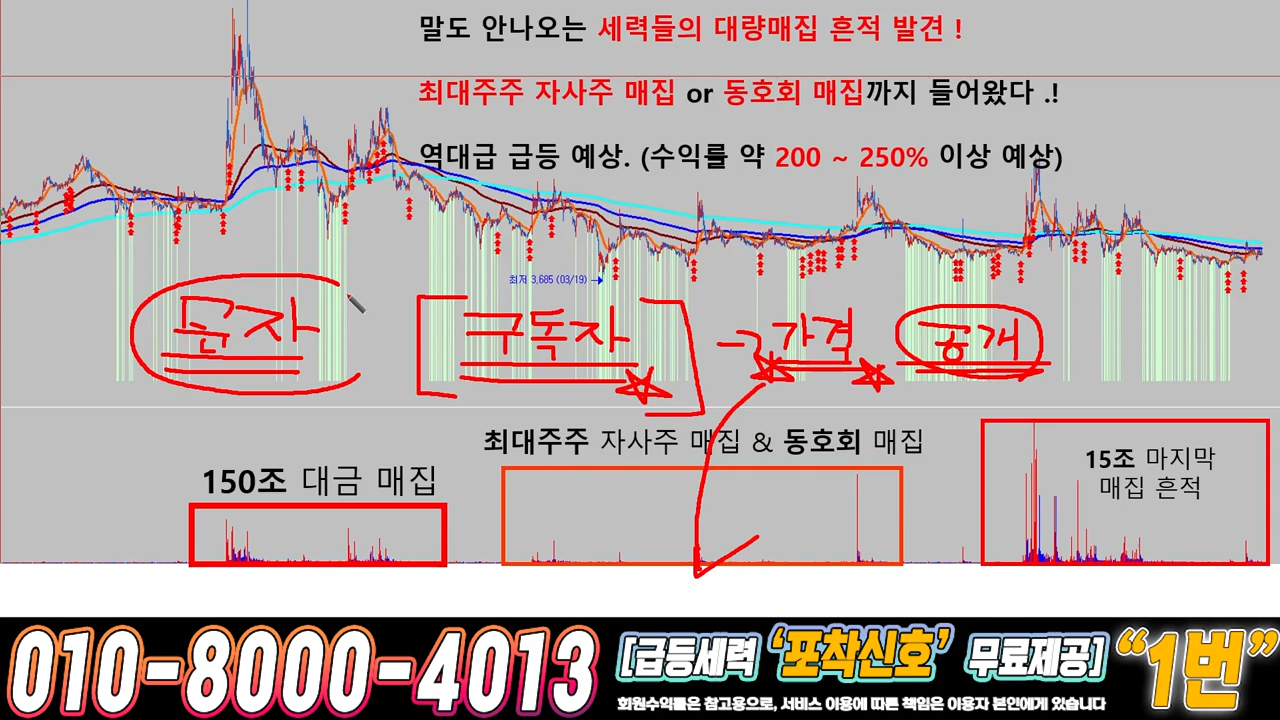 말도 안나오는 세력들의 대량매집 흔적 발견 !
최대주주 자사주 매집 or 동호회 매집까지 들어왔다 .!
역대급 급등 예상. (수익률 약 200 ~ 250% 이상 예상)
최저 3,685 (03/19)
문자 구독자 가격 공개
최대주주 자사주 매집 & 동호회 매집
150조 대금 매집
15조 마지막
매집 흔적
010-8000-4013 [급등세력 '포착신호' 무료제공] "1번"
회원수익률은 참고용으로, 서비스 이용에 따른 책임은 이용자 본인에게 있습니다